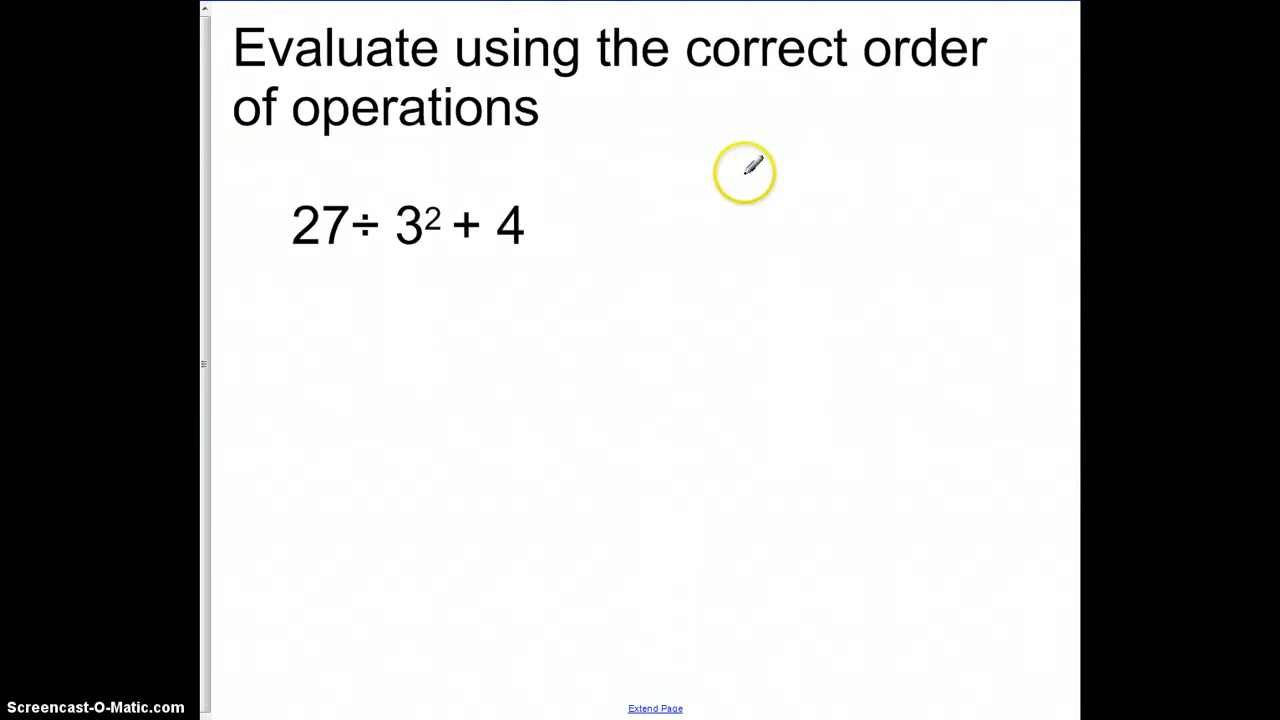 Evaluate using the correct order
of operations
27÷ 3² + 4
Extend Page
Screencast-O-Matic.com